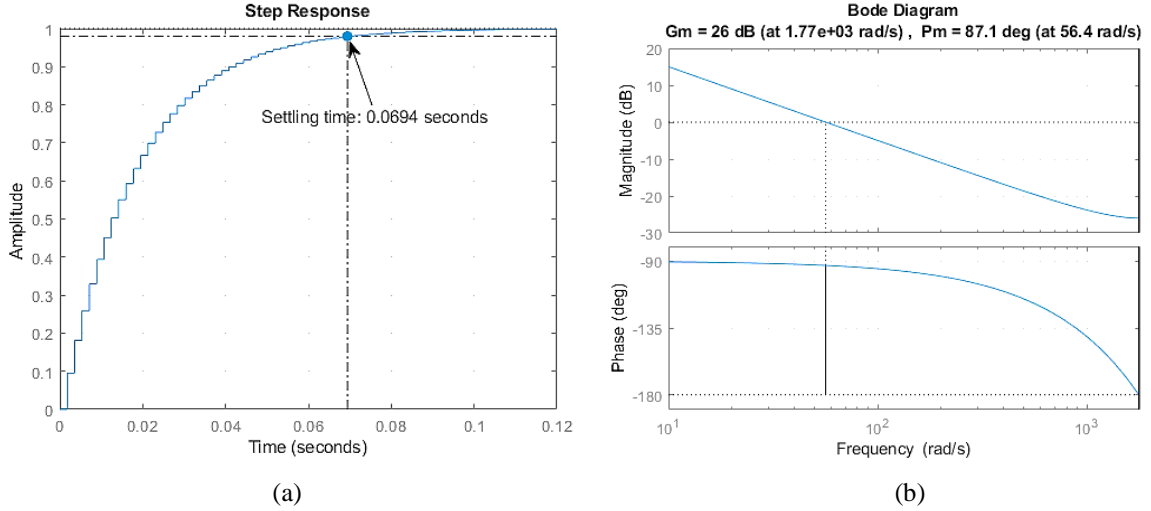 Step Response
1
0.9
0.8
0.7
0.6
0.5
0.4
0.3
0.2
0.1
0
Amplitude
Settling time: 0.0694 seconds
0 0.02 0.04 0.06 0.08 0.1 0.12
Time (seconds)
(a)
Bode Diagram
Gm = 26 dB (at 1.77e+03 rad/s) , Pm = 87.1 deg (at 56.4 rad/s)
20
10
0
-10
-20
-30
Magnitude (dB)
-90
-135
-180
Phase (deg)
10^1 10^2 10^3
Frequency (rad/s)
(b)